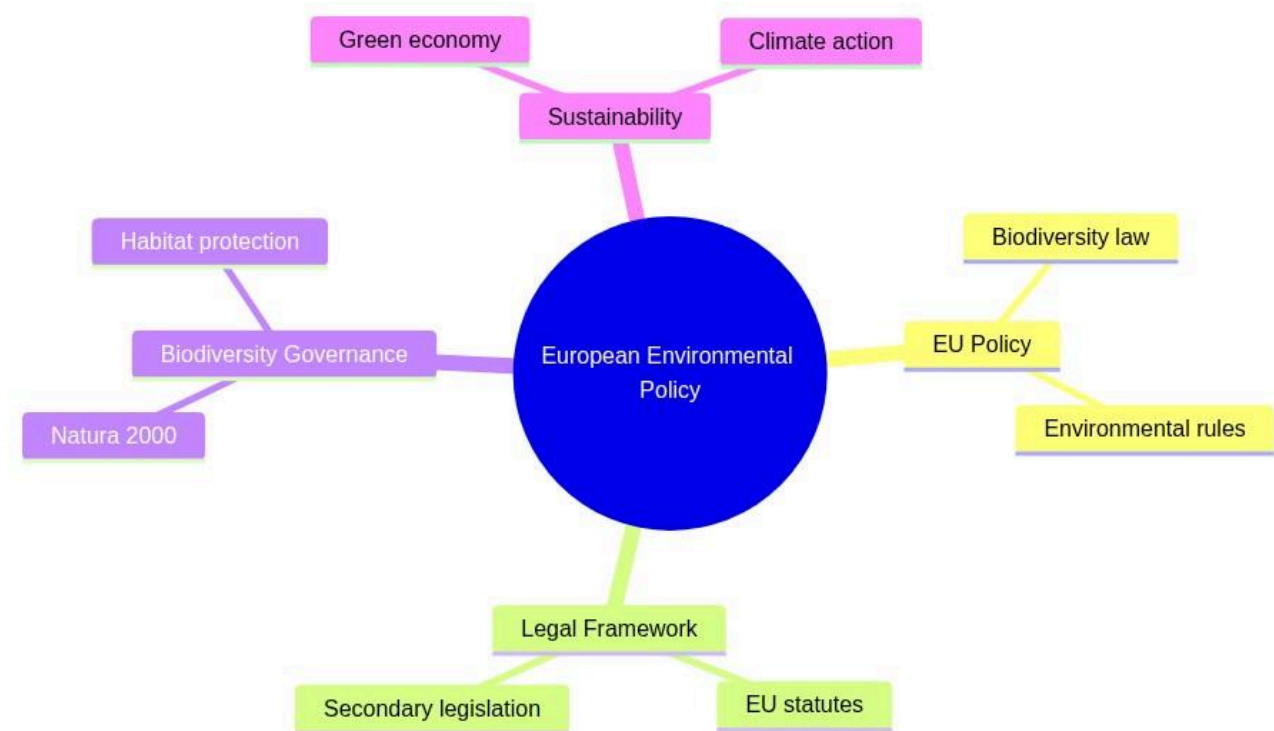 Green economy
Climate action
Sustainability
Habitat protection
Biodiversity law
Biodiversity Governance
European Environmental
Policy
EU Policy
Natura 2000
Environmental rules
Legal Framework
Secondary legislation
EU statutes